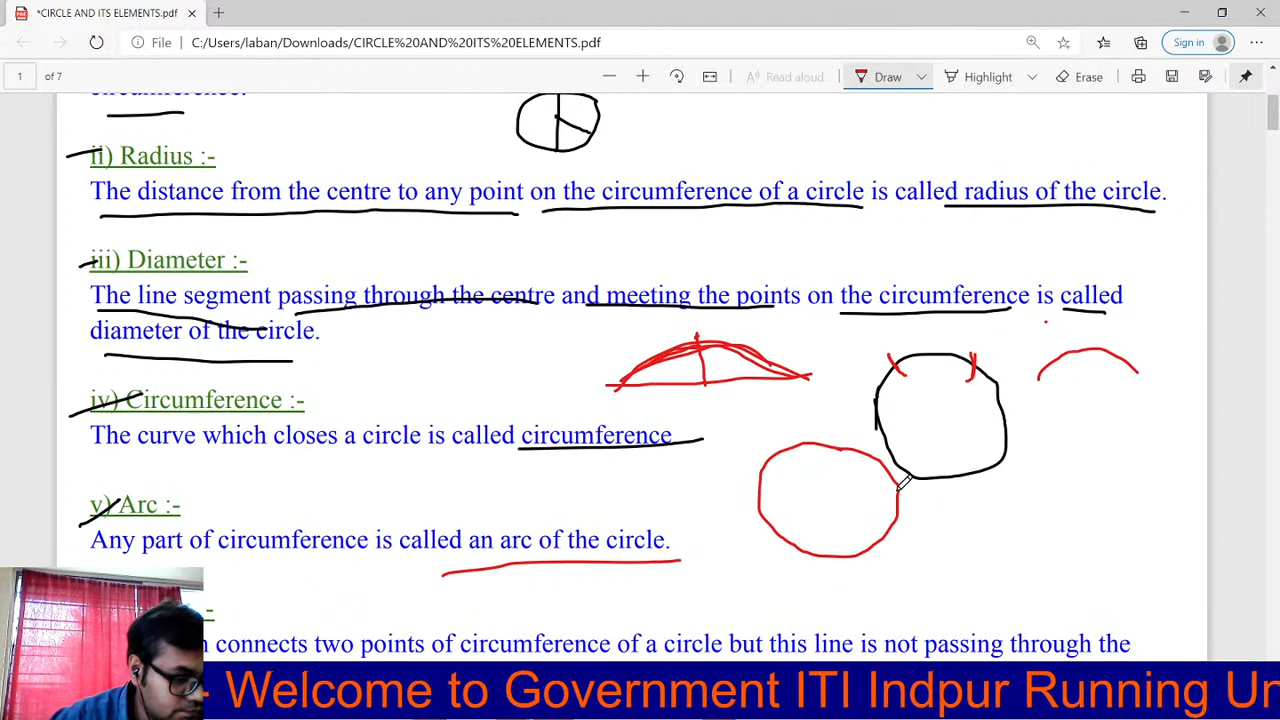 *CIRCLE AND ITS ELEMENTS.pdf
File C:/Users/laban/Downloads/CIRCLE%20AND%20ITS%20ELEMENTS.pdf Sign in
1 of 7 Read aloud Draw Highlight Erase
circumference.
ii) Radius :-
The distance from the centre to any point on the circumference of a circle is called radius of the circle.
iii) Diameter :-
The line segment passing through the centre and meeting the points on the circumference is called
diameter of the circle.
iv) Circumference :-
The curve which closes a circle is called circumference
v) Arc :-
Any part of circumference is called an arc of the circle.
connects two points of circumference of a circle but this line is not passing through the
- Welcome to Government ITI Indpur Running Un